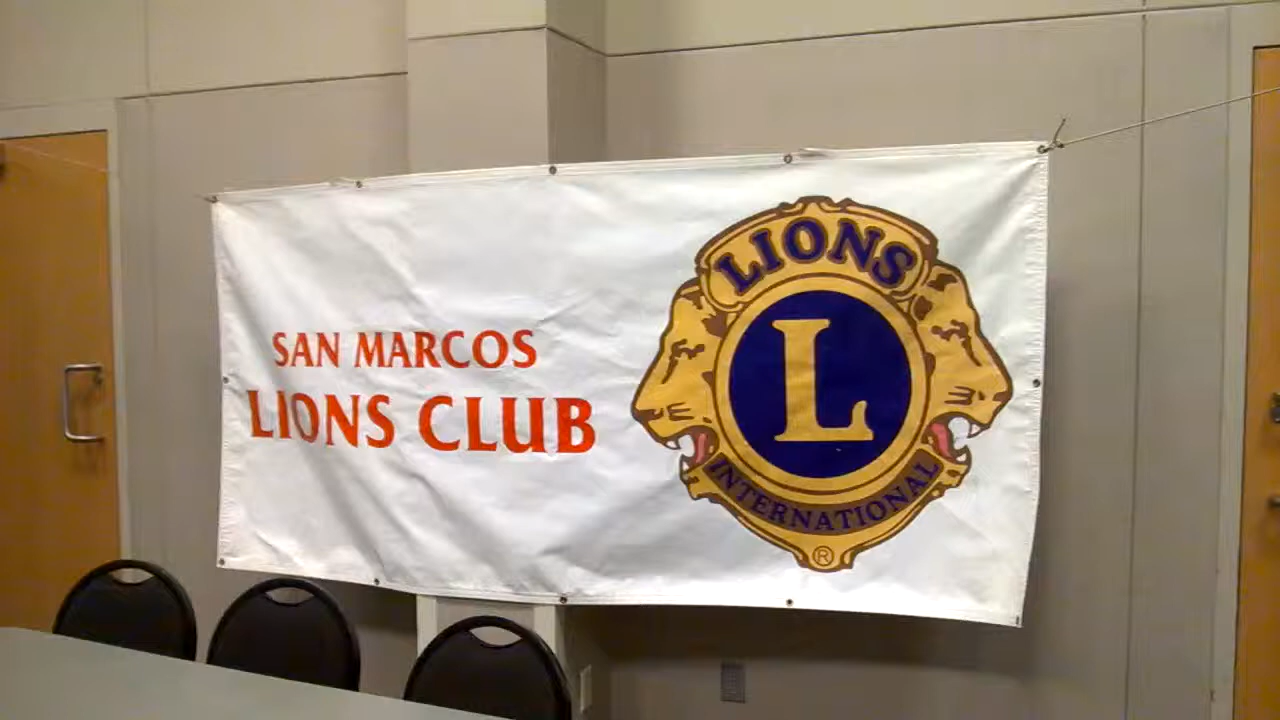 SAN MARCOS
LIONS CLUB
LIONS
L
INTERNATIONAL
®